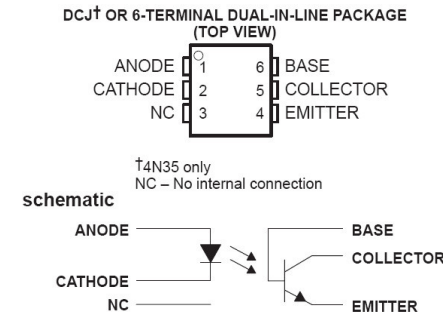 DCJ† OR 6-TERMINAL DUAL-IN-LINE PACKAGE
(TOP VIEW)
ANODE 1 6 BASE
CATHODE 2 5 COLLECTOR
NC 3 4 EMITTER
†4N35 only
NC – No internal connection
schematic
ANODE BASE
COLLECTOR
CATHODE
NC EMITTER